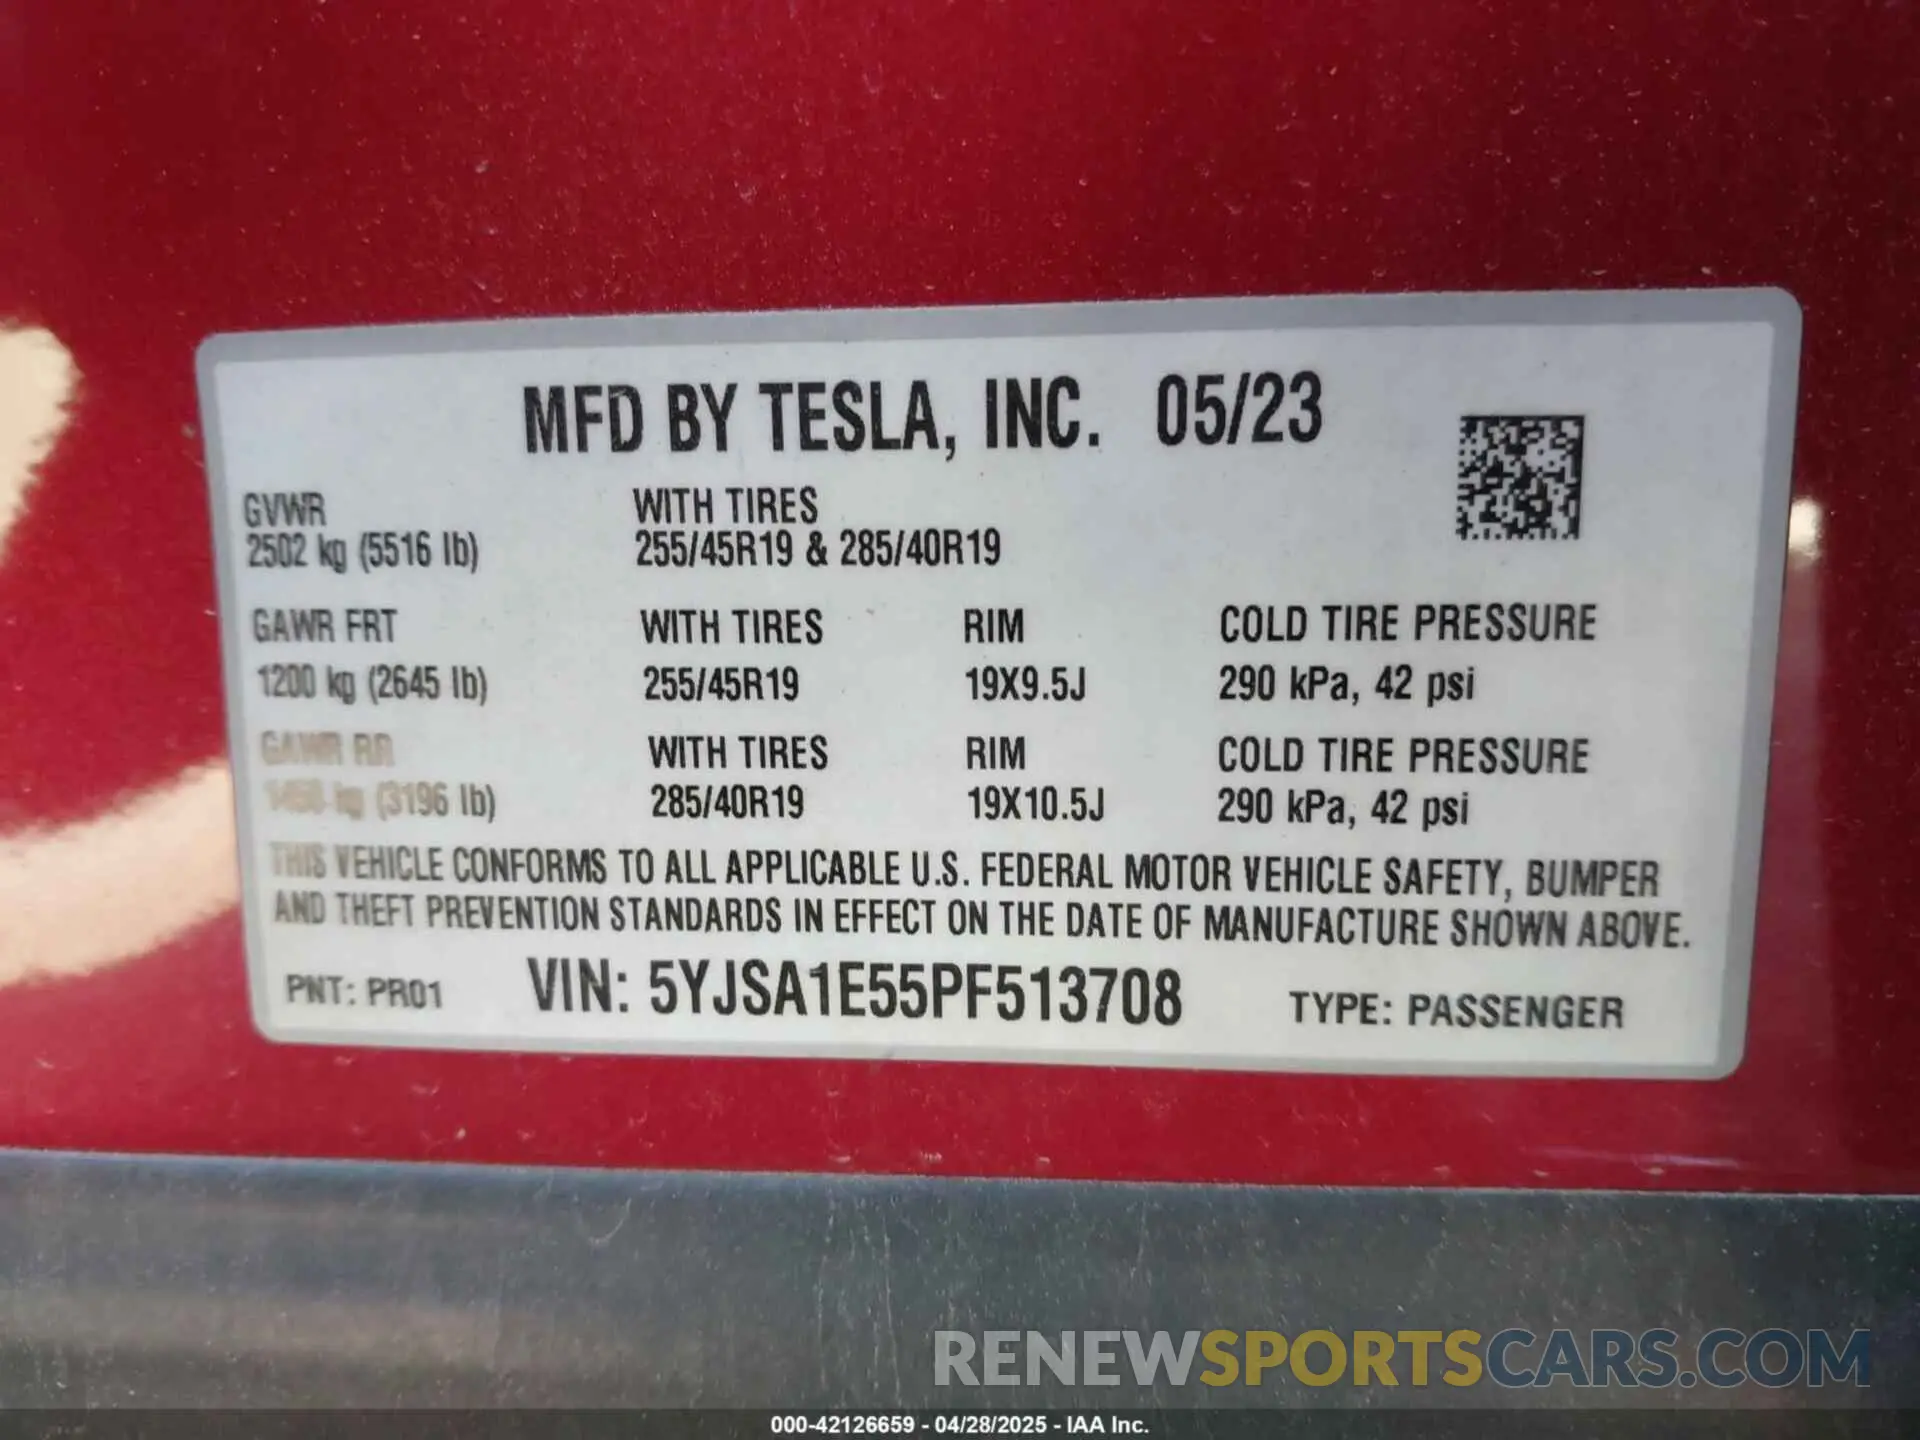 MFD BY TESLA, INC. 05/23
GVWR WITH TIRES
2502 kg (5516 lb) 255/45R19 & 285/40R19
GAWR FRT WITH TIRES RIM COLD TIRE PRESSURE
1200 kg (2645 lb) 255/45R19 19X9.5J 290 kPa, 42 psi
GAWR RR WITH TIRES RIM COLD TIRE PRESSURE
kg (3196 lb) 285/40R19 19X10.5J 290 kPa, 42 psi
THIS VEHICLE CONFORMS TO ALL APPLICABLE U.S. FEDERAL MOTOR VEHICLE SAFETY, BUMPER
AND THEFT PREVENTION STANDARDS IN EFFECT ON THE DATE OF MANUFACTURE SHOWN ABOVE.
PNT: PR01 VIN: 5YJSA1E55PF513708 TYPE: PASSENGER
RENEWSPORTSCARS.COM
000-42126659 - 04/28/2025 - IAA Inc.